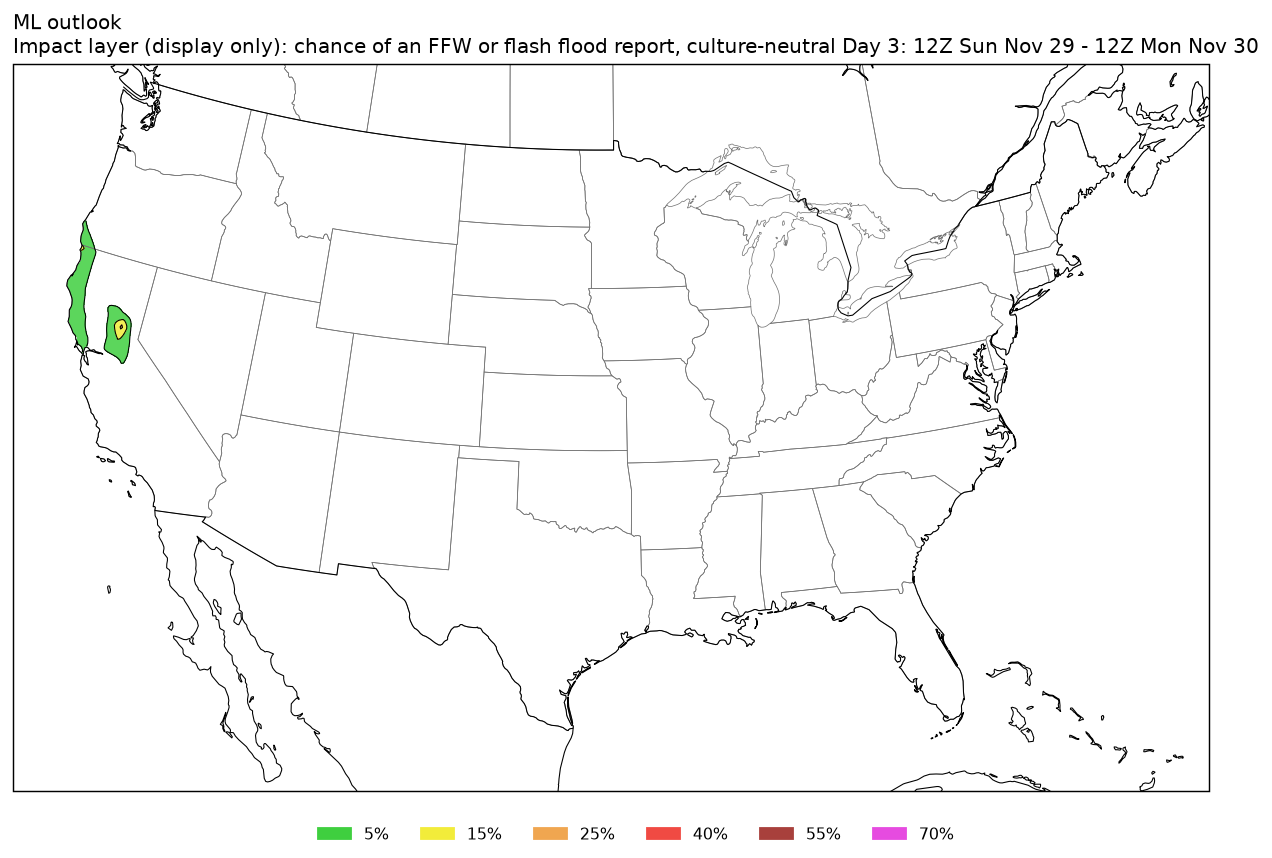 ML outlook
Impact layer (display only): chance of an FFW or flash flood report, culture-neutral Day 3: 12Z Sun Nov 29 - 12Z Mon Nov 30
5% 15% 25% 40% 55% 70%